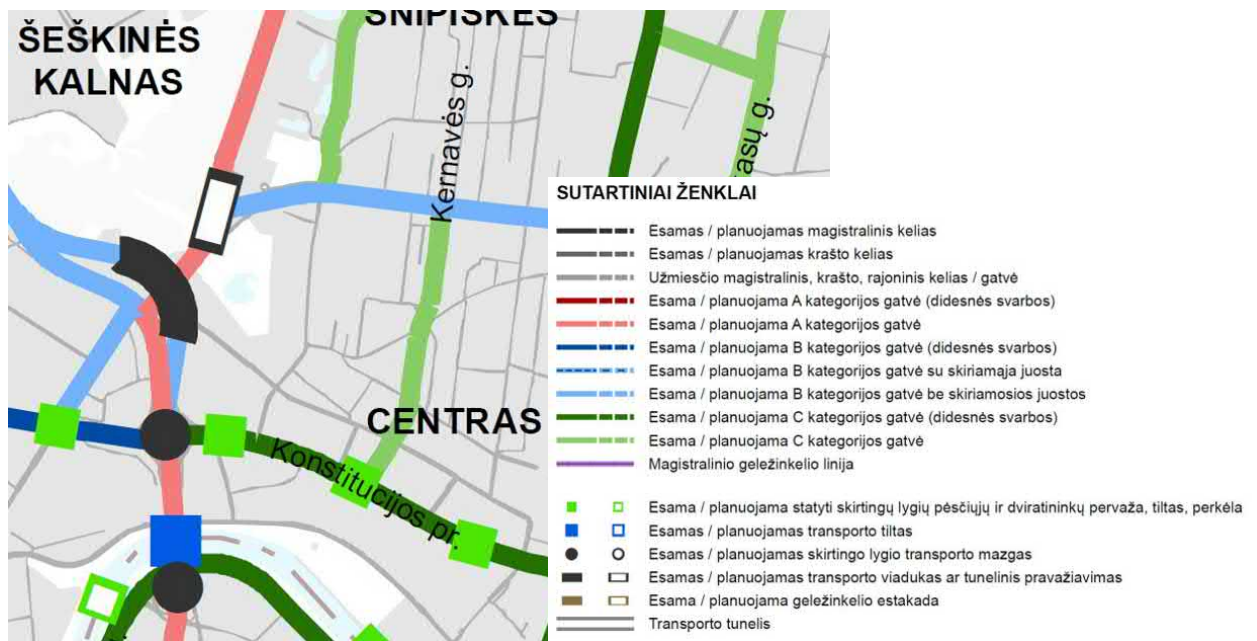 ŠNIPIŠKĖS
ŠEŠKINĖS
KALNAS
Kernavės g.
asų g.
CENTRAS
Konstitucijos pr.
SUTARTINIAI ŽENKLAI
Esamas / planuojamas magistralinis kelias
Esamas / planuojamas krašto kelias
Užmiesčio magistralinis, krašto, rajoninis kelias / gatvė
Esama / planuojama A kategorijos gatvė (didesnės svarbos)
Esama / planuojama A kategorijos gatvė
Esama / planuojama B kategorijos gatvė (didesnės svarbos)
Esama / planuojama B kategorijos gatvė su skiriamąja juosta
Esama / planuojama B kategorijos gatvė be skiriamosios juostos
Esama / planuojama C kategorijos gatvė (didesnės svarbos)
Esama / planuojama C kategorijos gatvė
Magistralinio geležinkelio linija
Esama / planuojama statyti skirtingų lygių pėsčiųjų ir dviratininkų pervaža, tiltas, perkėla
Esamas / planuojamas transporto tiltas
Esamas / planuojamas skirtingo lygio transporto mazgas
Esamas / planuojamas transporto viadukas ar tunelinis pravažiavimas
Esama / planuojama geležinkelio estakada
Transporto tunelis